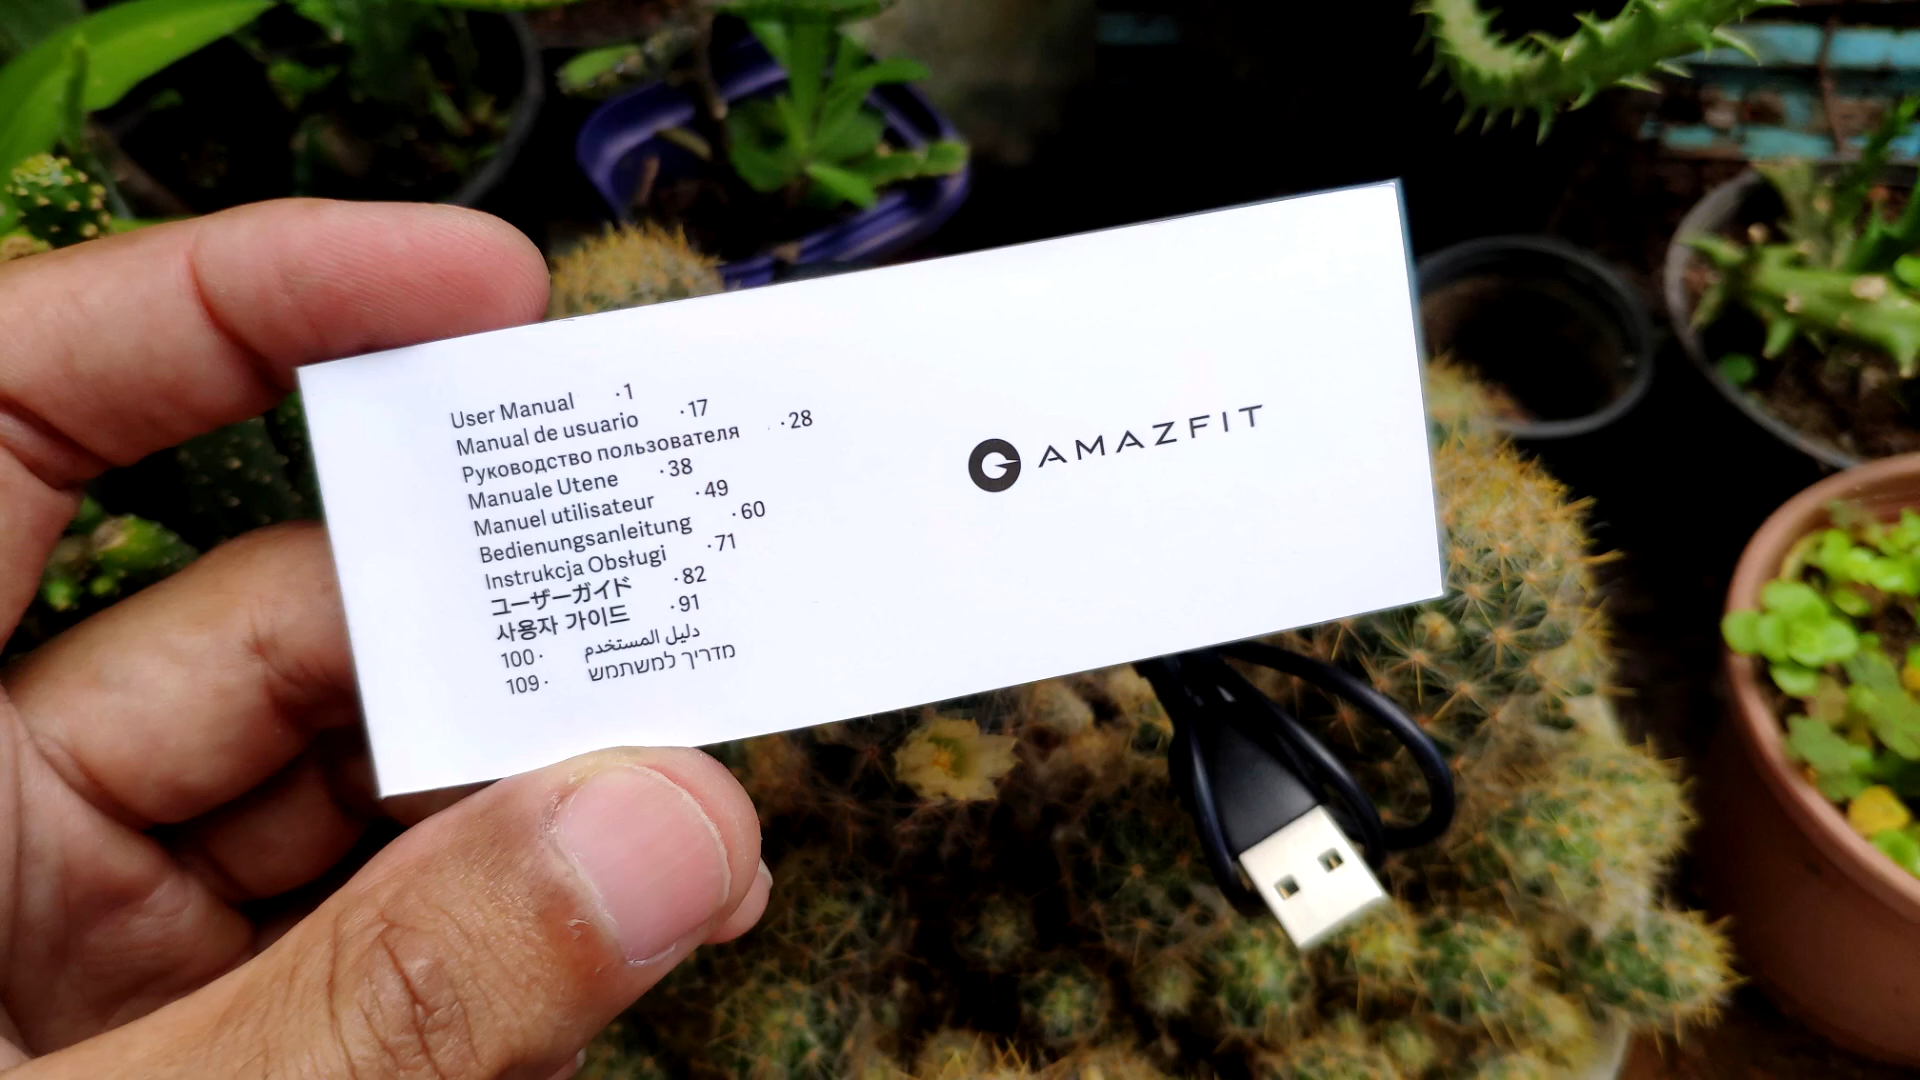 User Manual ·1
Manual de usuario ·17
Руководство пользователя ·28
Manuale Utene ·38
Manuel utilisateur ·49
Bedienungsanleitung ·60
Instrukcja Obsługi ·71
ユーザーガイド ·82
사용자 가이드 ·91
دليل المستخدم ·100
מדריך למשתמש ·109
AMAZFIT